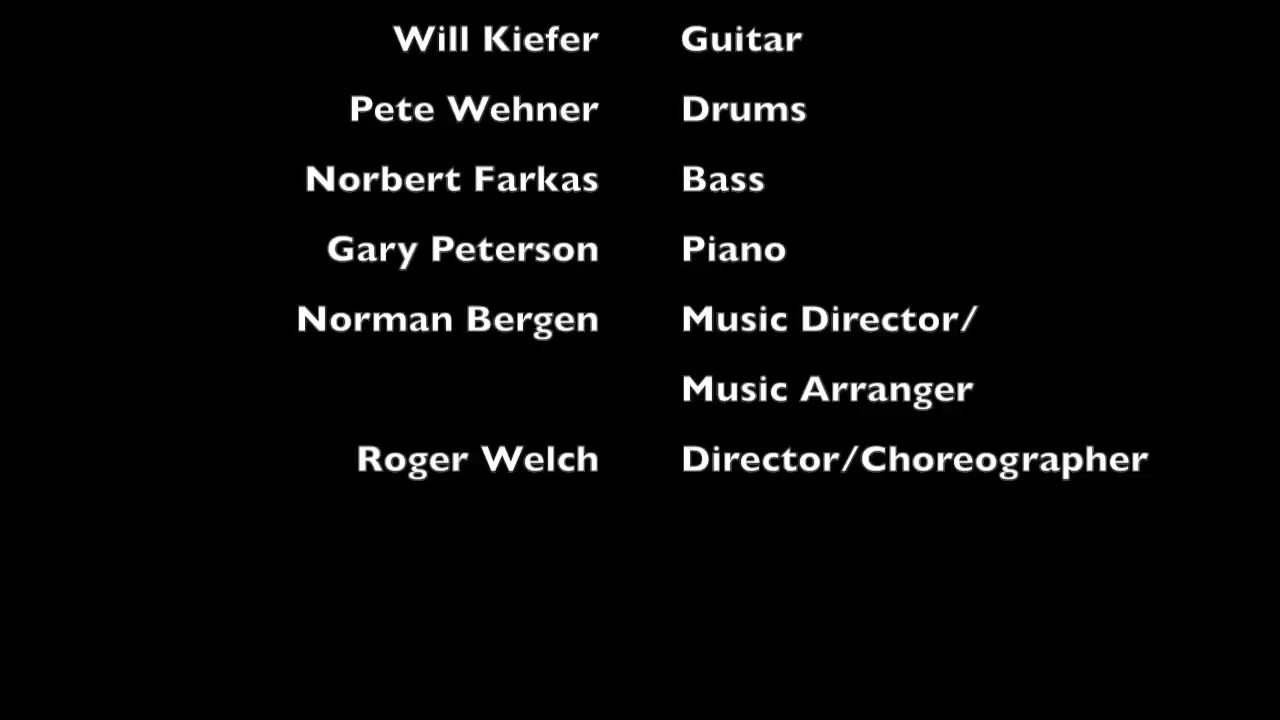 Will Kiefer Guitar
Pete Wehner Drums
Norbert Farkas Bass
Gary Peterson Piano
Norman Bergen Music Director/
Music Arranger
Roger Welch Director/Choreographer